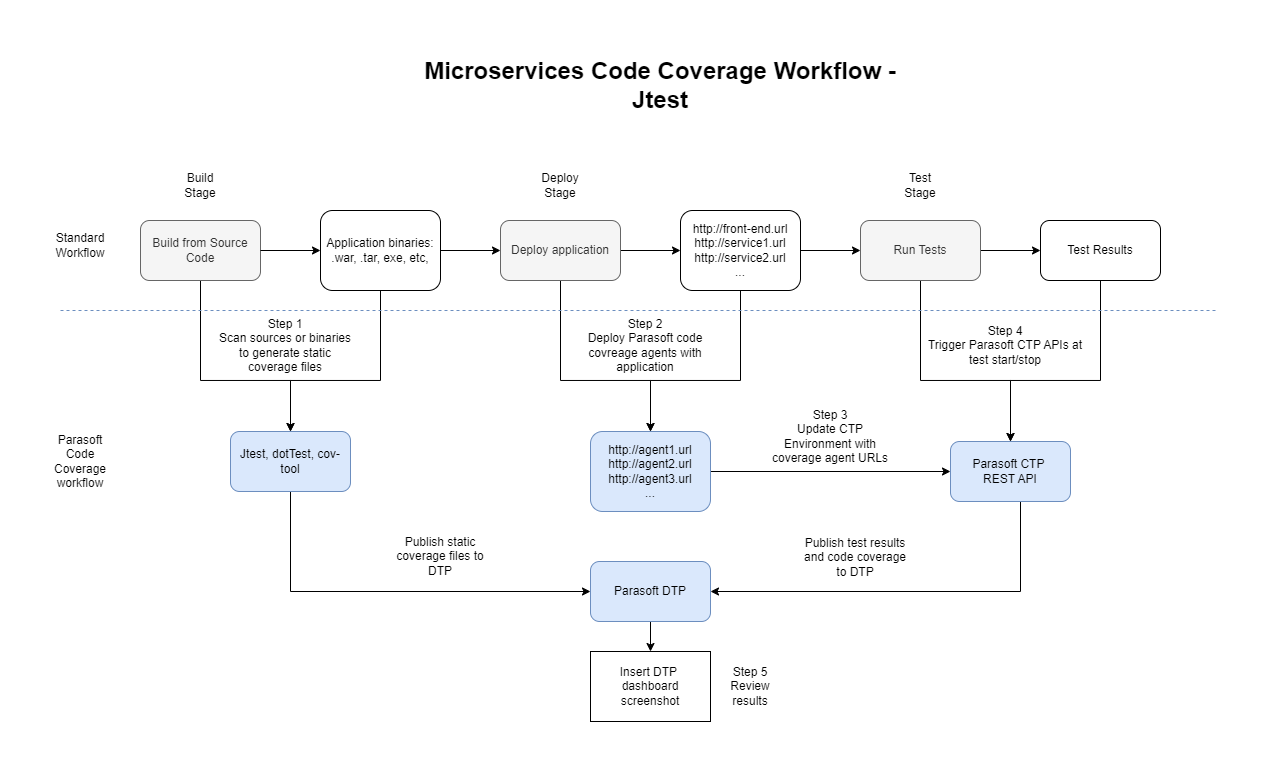 Microservices Code Coverage Workflow -
Jtest
Build
Stage
Deploy
Stage
Test
Stage
Standard
Workflow
Build from Source
Code
Application binaries:
.war, .tar, exe, etc,
Deploy application
http://front-end.url
http://service1.url
http://service2.url
...
Run Tests
Test Results
Step 1
Scan sources or binaries
to generate static
coverage files
Step 2
Deploy Parasoft code
covreage agents with
application
Step 4
Trigger Parasoft CTP APIs at
test start/stop
Parasoft
Code
Coverage
workflow
Jtest, dotTest, cov-
tool
http://agent1.url
http://agent2.url
http://agent3.url
...
Step 3
Update CTP
Environment with
coverage agent URLs
Parasoft CTP
REST API
Publish static
coverage files to
DTP
Parasoft DTP
Publish test results
and code coverage
to DTP
Insert DTP
dashboard
screenshot
Step 5
Review
results